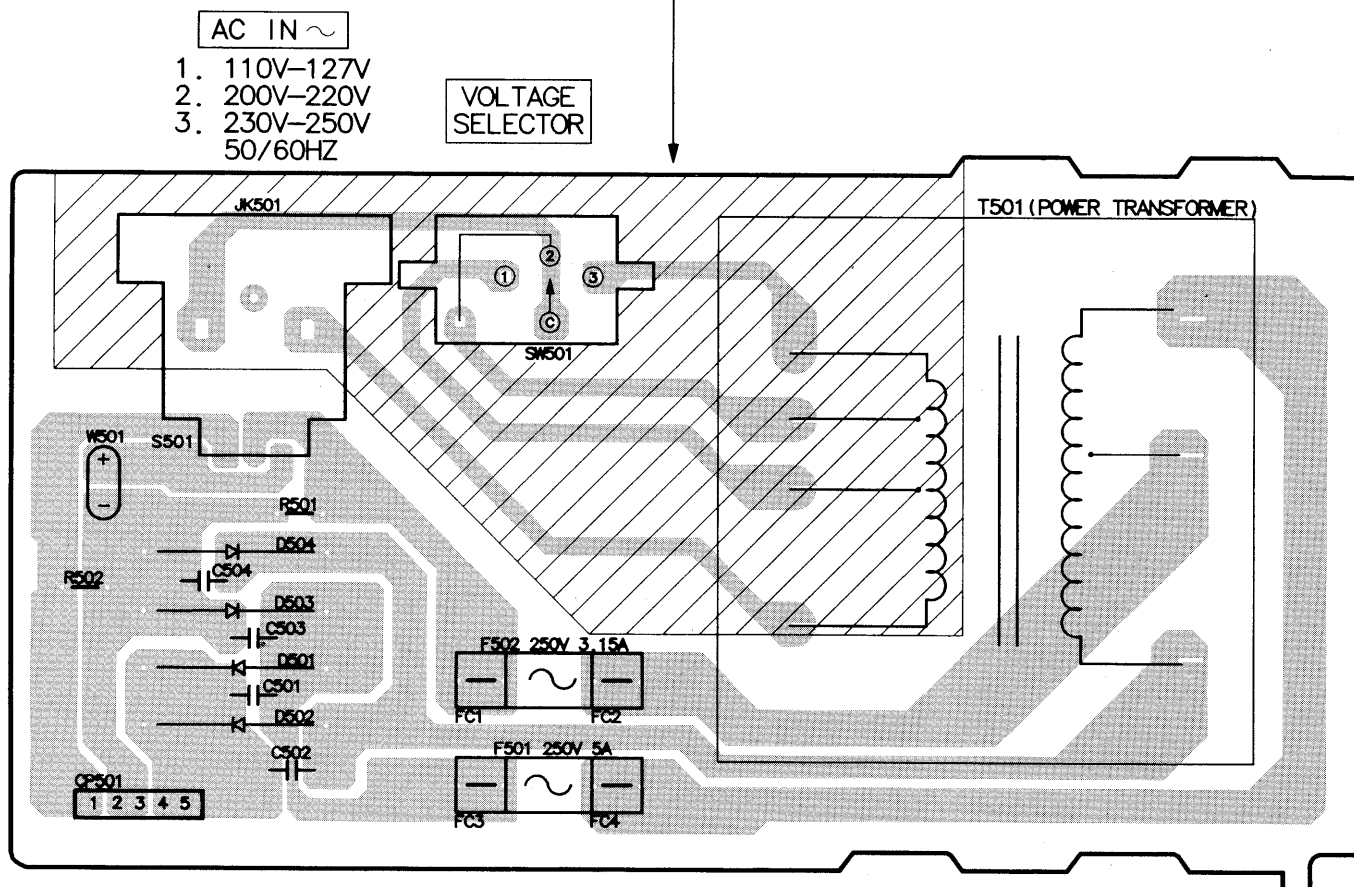 AC IN ~
1. 110V–127V
2. 200V–220V
3. 230V–250V
50/60HZ
VOLTAGE
SELECTOR
JK501
T501(POWER TRANSFORMER)
1
2
3
C
SW501
W501
S501
+
-
R501
D504
R502
C504
D503
C503
D501
C501
D502
C502
F502 250V 3,15A
FC1
FC2
F501 250V 5A
FC3
FC4
CP501
1 2 3 4 5